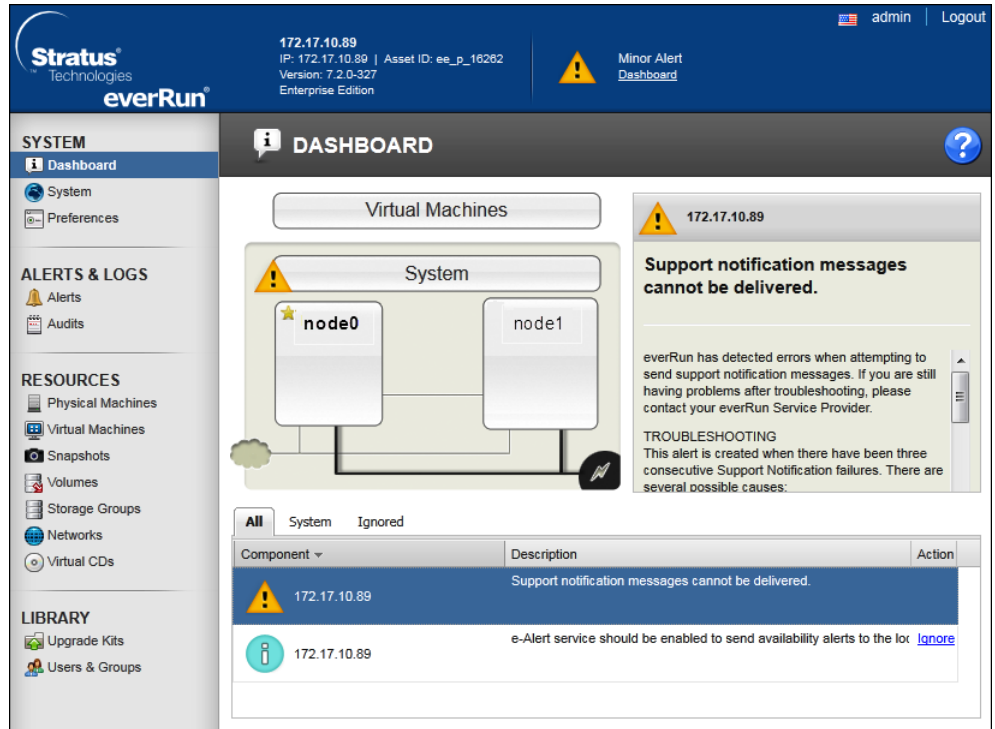 admin | Logout
Stratus®
™ Technologies
everRun®
172.17.10.89
IP: 172.17.10.89 | Asset ID: ee_p_16262
Version: 7.2.0-327
Enterprise Edition
Minor Alert
Dashboard
SYSTEM
Dashboard
System
Preferences
ALERTS & LOGS
Alerts
Audits
RESOURCES
Physical Machines
Virtual Machines
Snapshots
Volumes
Storage Groups
Networks
Virtual CDs
LIBRARY
Upgrade Kits
Users & Groups
DASHBOARD
?
Virtual Machines
System
node0
node1
172.17.10.89
Support notification messages
cannot be delivered.
everRun has detected errors when attempting to
send support notification messages. If you are still
having problems after troubleshooting, please
contact your everRun Service Provider.
TROUBLESHOOTING
This alert is created when there have been three
consecutive Support Notification failures. There are
several possible causes:
All System Ignored
Component Description Action
172.17.10.89 Support notification messages cannot be delivered.
172.17.10.89 e-Alert service should be enabled to send availability alerts to the loc Ignore